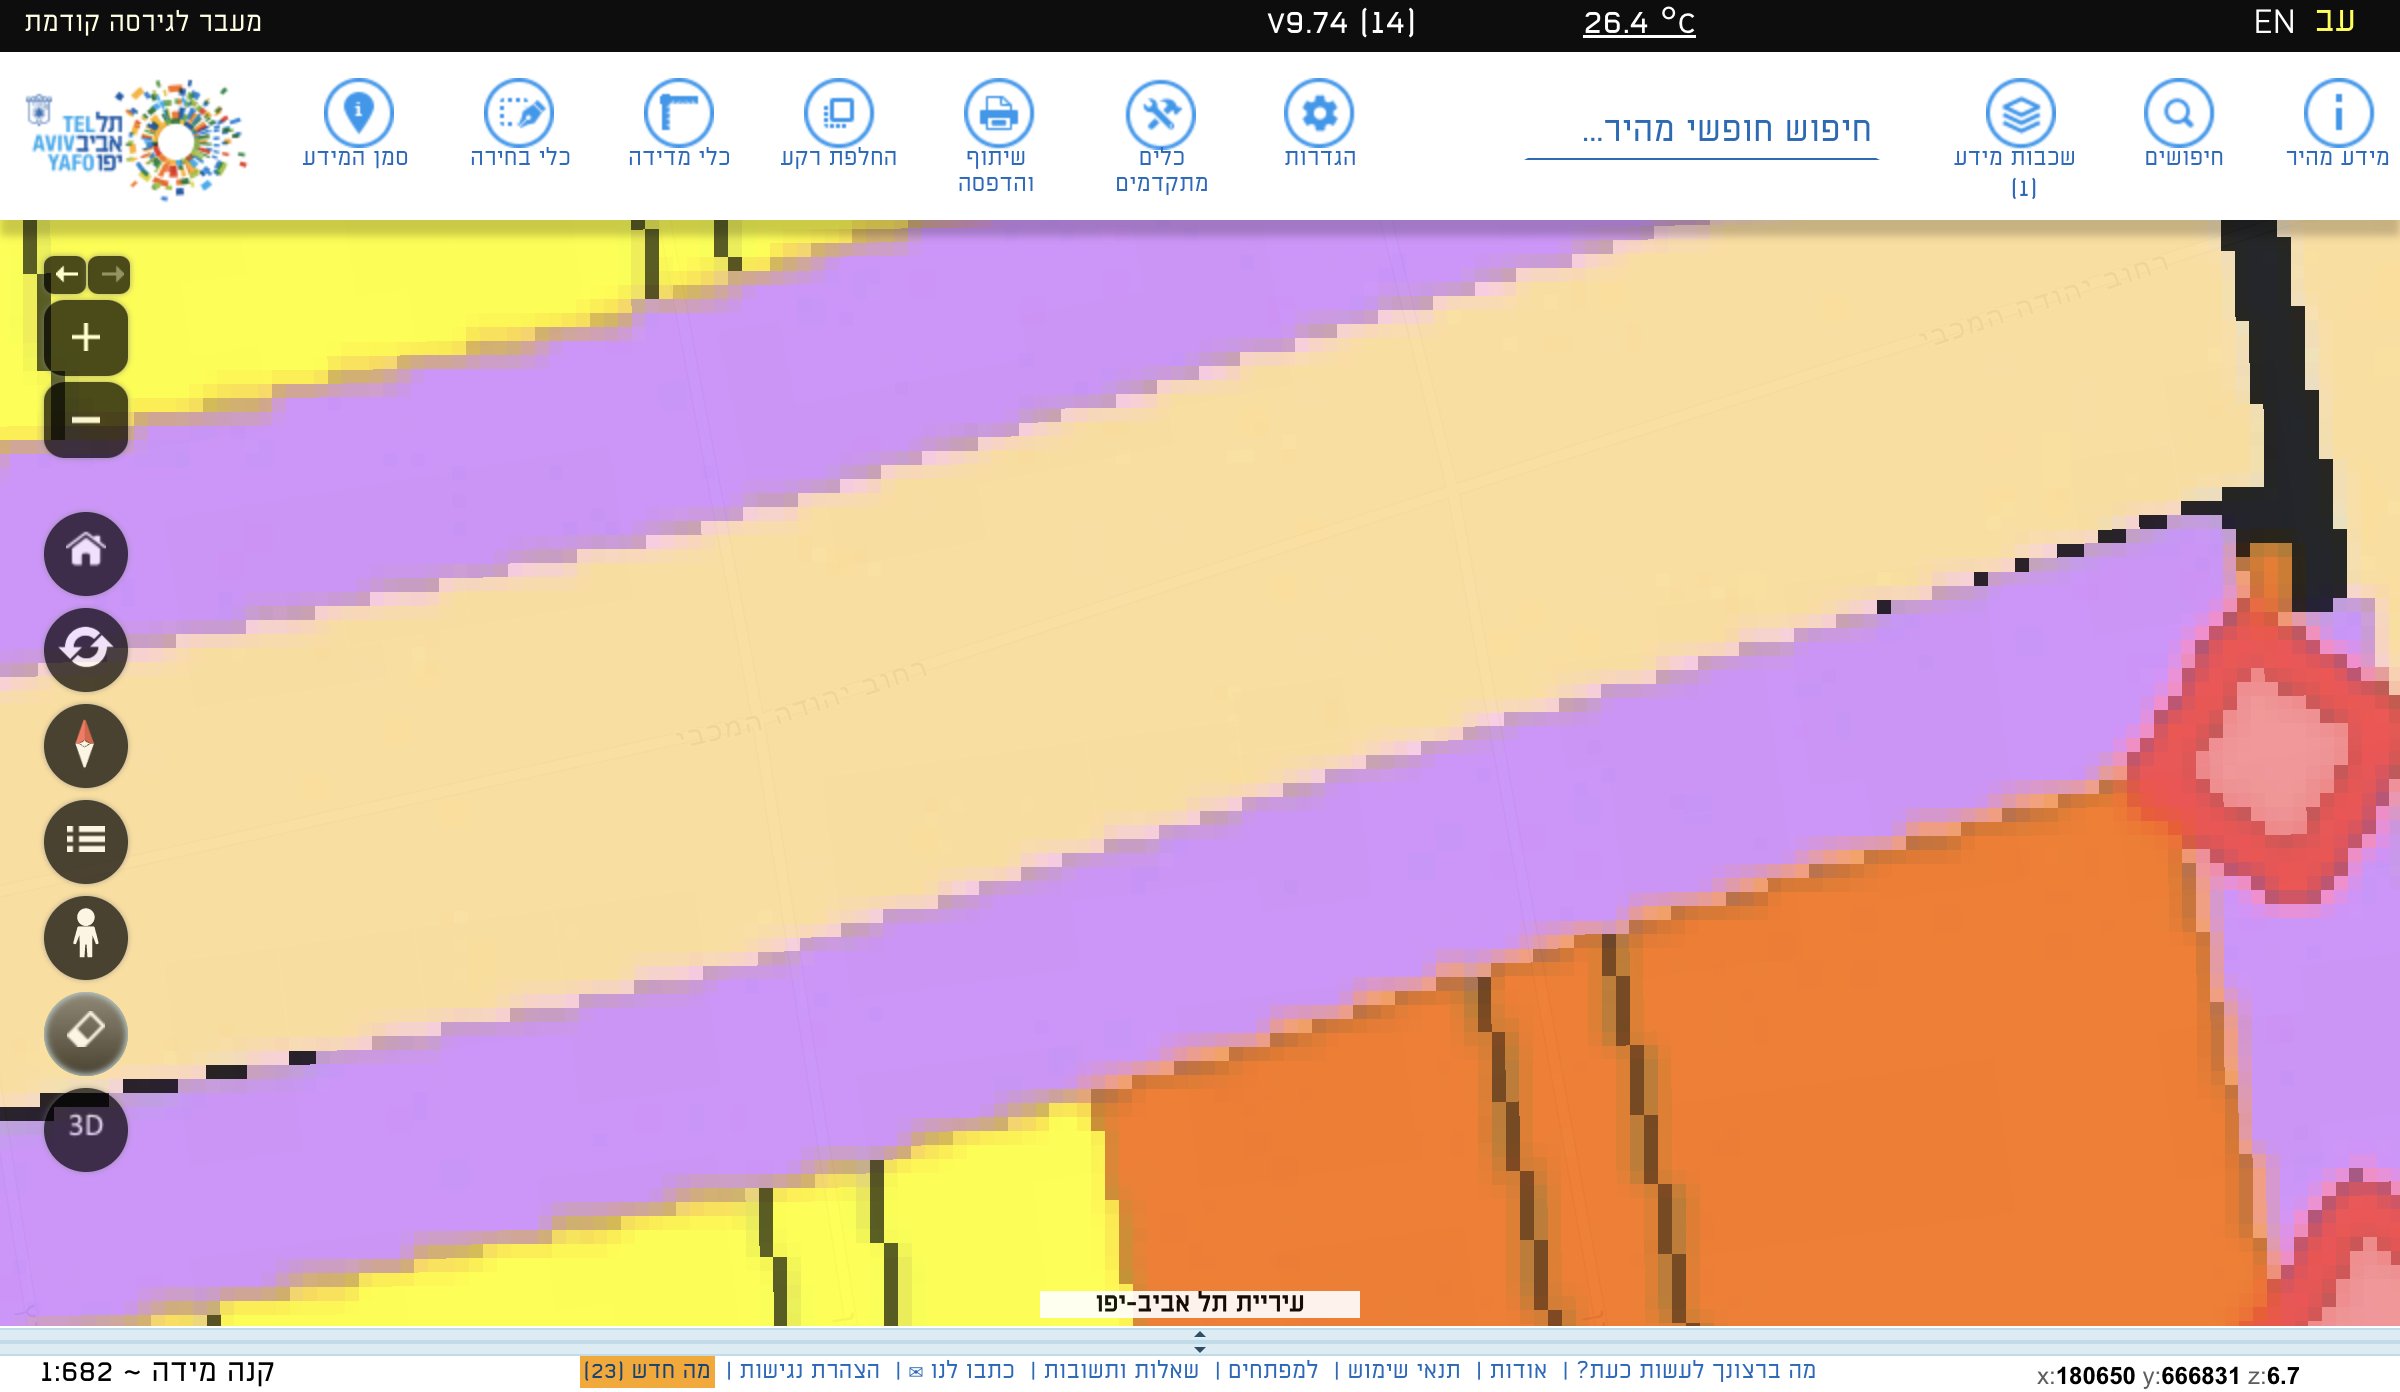 מעבר לגירסה קודמת
V9.74 (14)
26.4 °C
EN עב
תל TEL
אביב AVIV
יפו YAFO
סמן המידע
כלי בחירה
כלי מדידה
החלפת רקע
שיתוף
והדפסה
כלים
מתקדמים
הגדרות
חיפוש חופשי מהיר...
שכבות מידע
(1)
חיפושים
מידע מהיר
רחוב יהודה המכבי
רחוב יהודה המכבי
3D
עיריית תל אביב-יפו
קנה מידה ~ 1:682
מה ברצונך לעשות כעת? | אודות | תנאי שימוש | למפתחים | שאלות ותשובות | כתבו לנו ✉ | הצהרת נגישות | מה חדש (23)
x:180650 y:666831 z:6.7